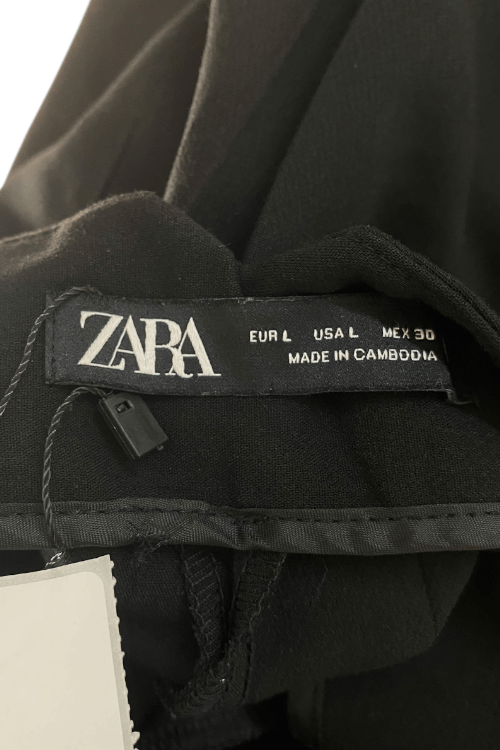 ZARA
EUR L USA L MEX 30
MADE IN CAMBODIA